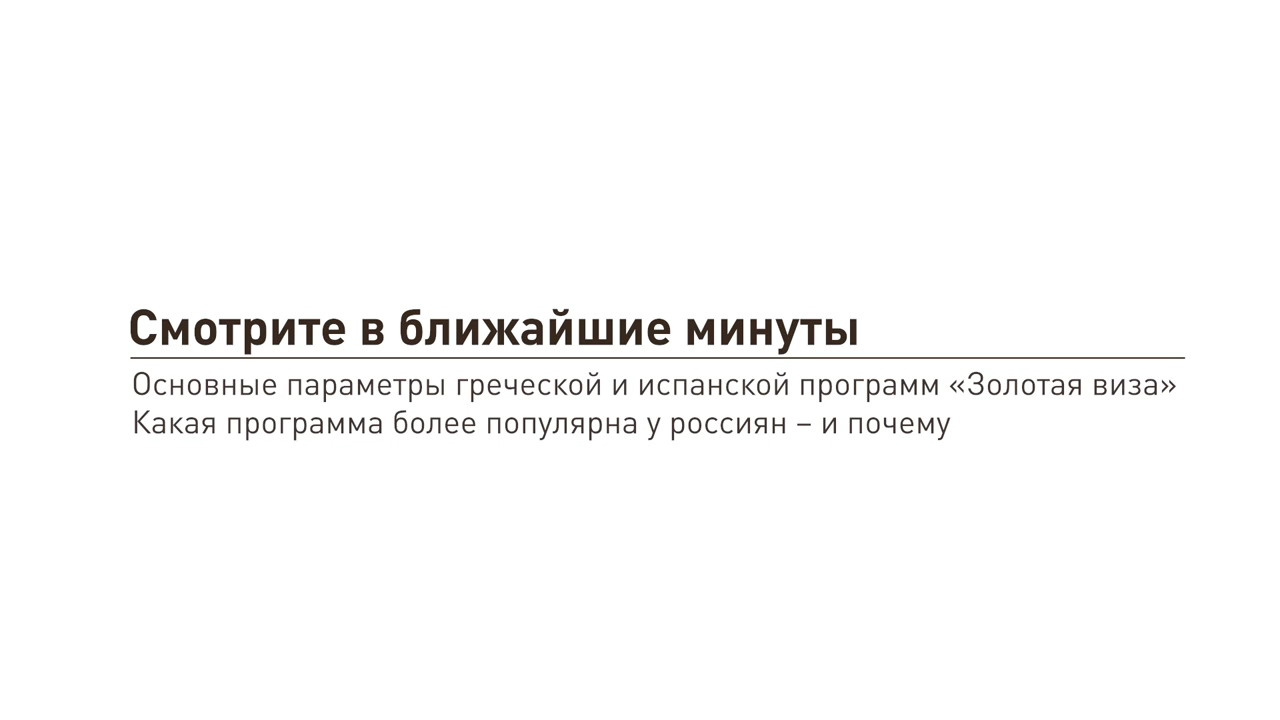 Смотрите в ближайшие минуты
Основные параметры греческой и испанской программ «Золотая виза»
Какая программа более популярна у россиян – и почему